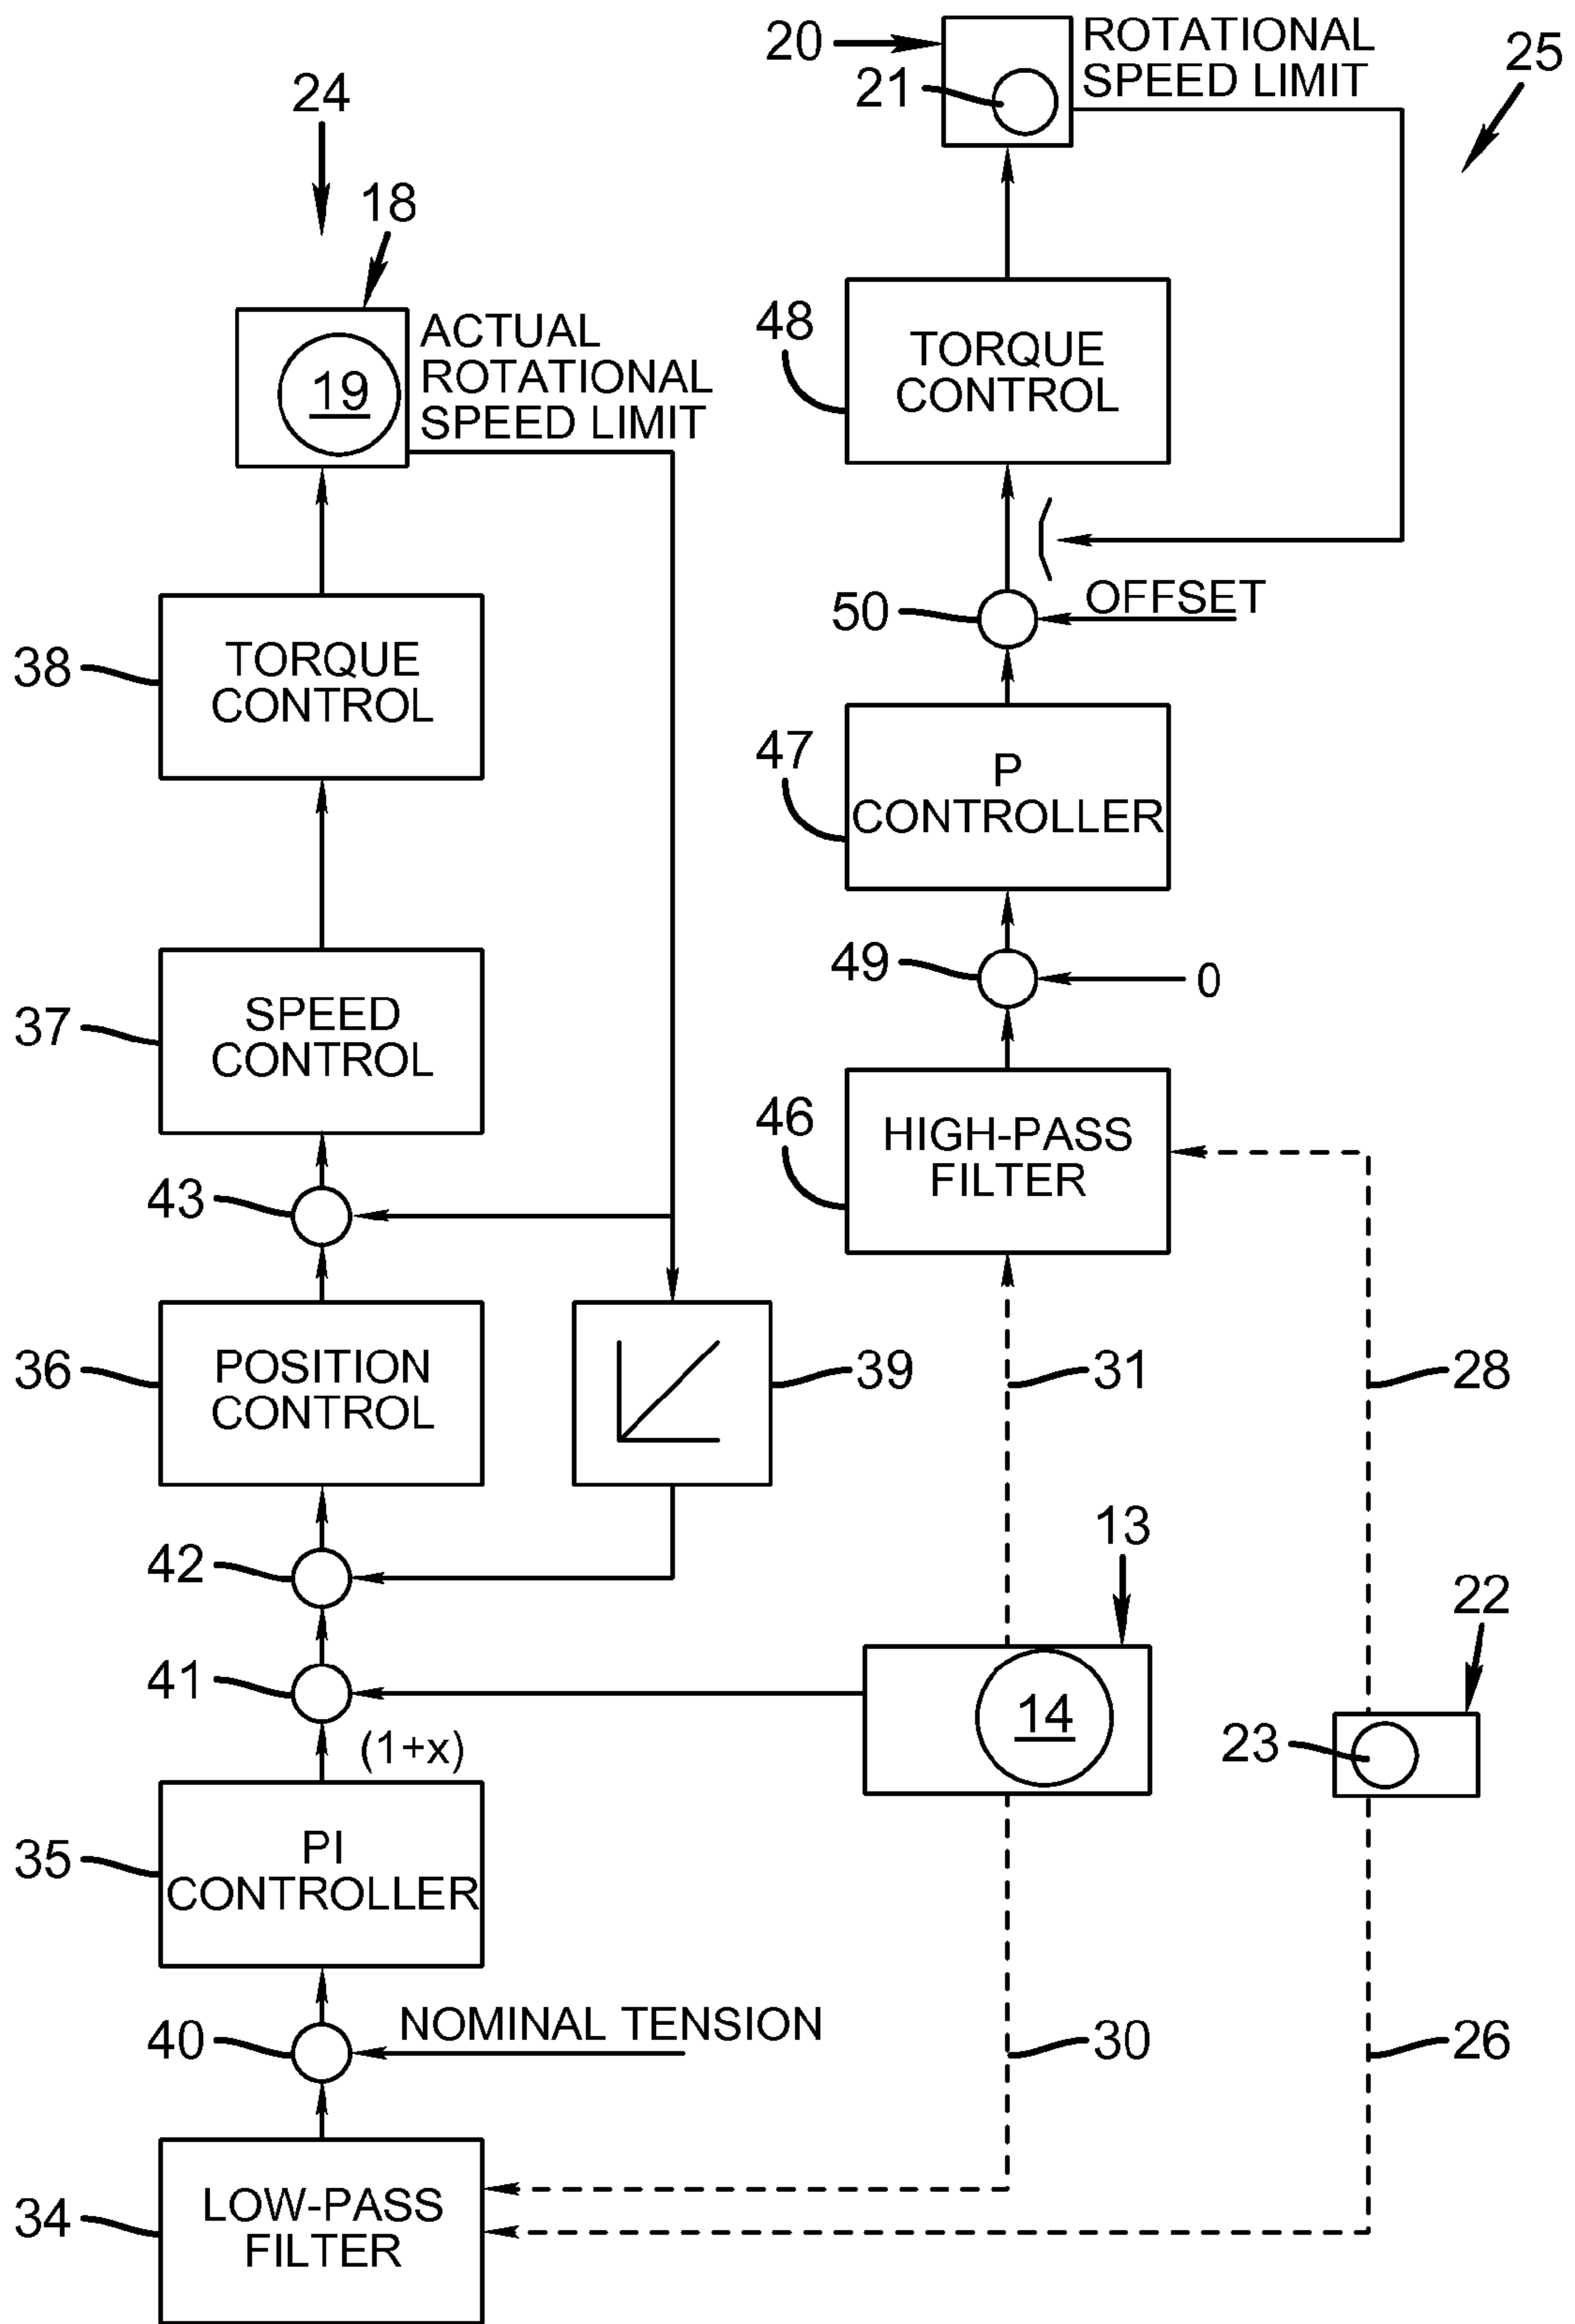 20
ROTATIONAL
SPEED LIMIT
25
21
24
18
ACTUAL
ROTATIONAL
SPEED LIMIT
19
48
TORQUE
CONTROL
OFFSET
50
38
TORQUE
CONTROL
47
P
CONTROLLER
49
0
37
SPEED
CONTROL
46
HIGH-PASS
FILTER
43
36
POSITION
CONTROL
39
31
28
13
42
22
41
14
(1+x)
23
35
PI
CONTROLLER
NOMINAL TENSION
40
30
26
34
LOW-PASS
FILTER